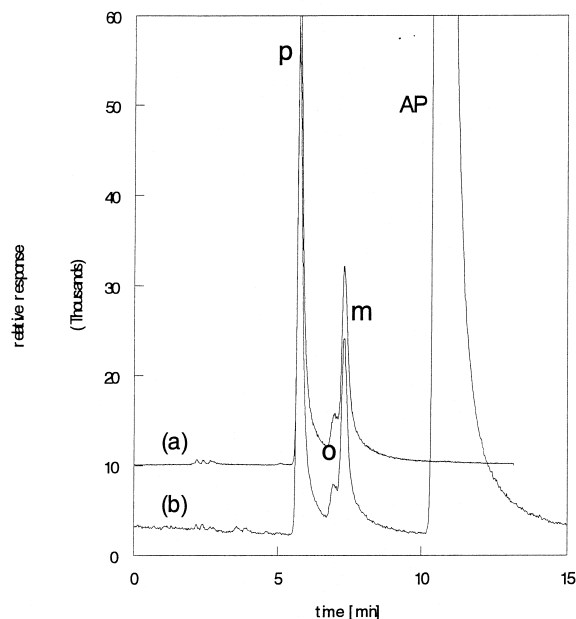 60
p
AP
50
40
relative response
(Thousands)
30
m
20
(a)
o
10
(b)
0
0 5 10 15
time [min]